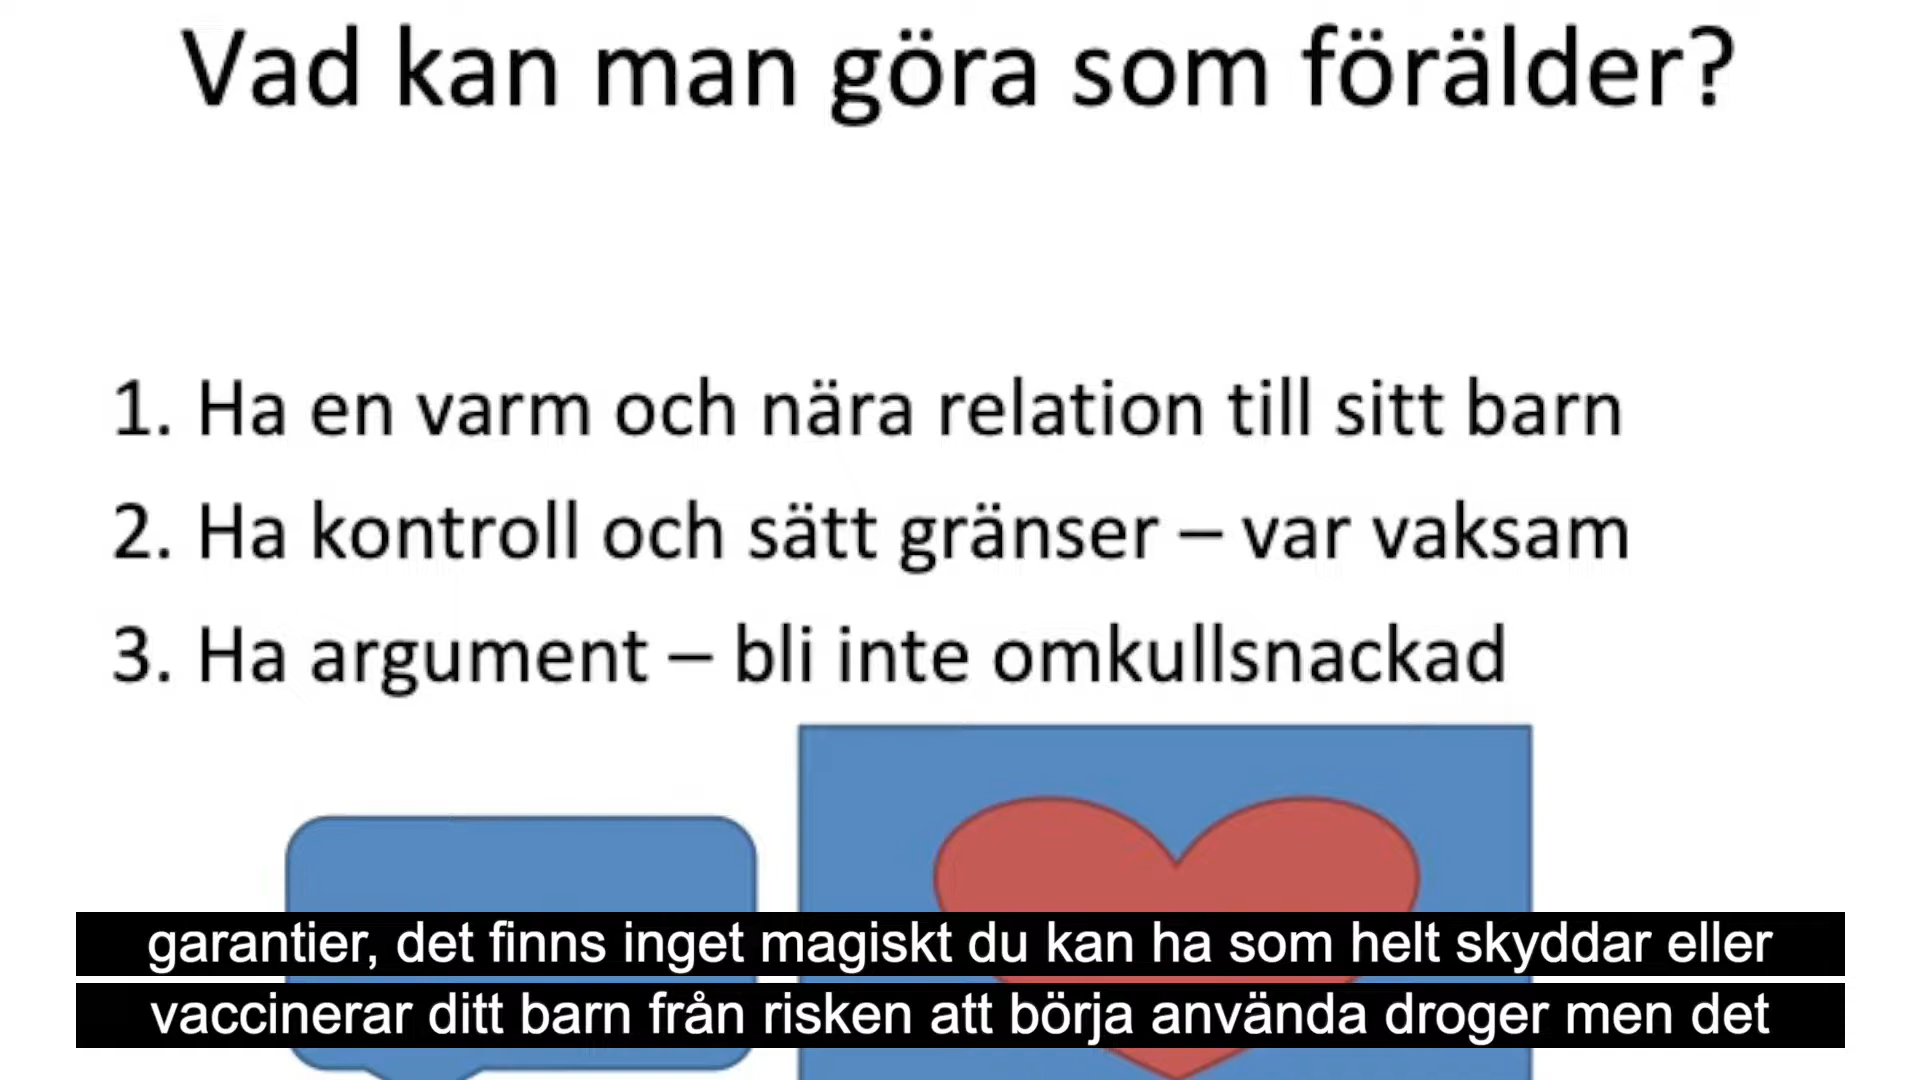 Vad kan man göra som förälder?
1. Ha en varm och nära relation till sitt barn
2. Ha kontroll och sätt gränser – var vaksam
3. Ha argument – bli inte omkullsnackad
garantier, det finns inget magiskt du kan ha som helt skyddar eller
vaccinerar ditt barn från risken att börja använda droger men det